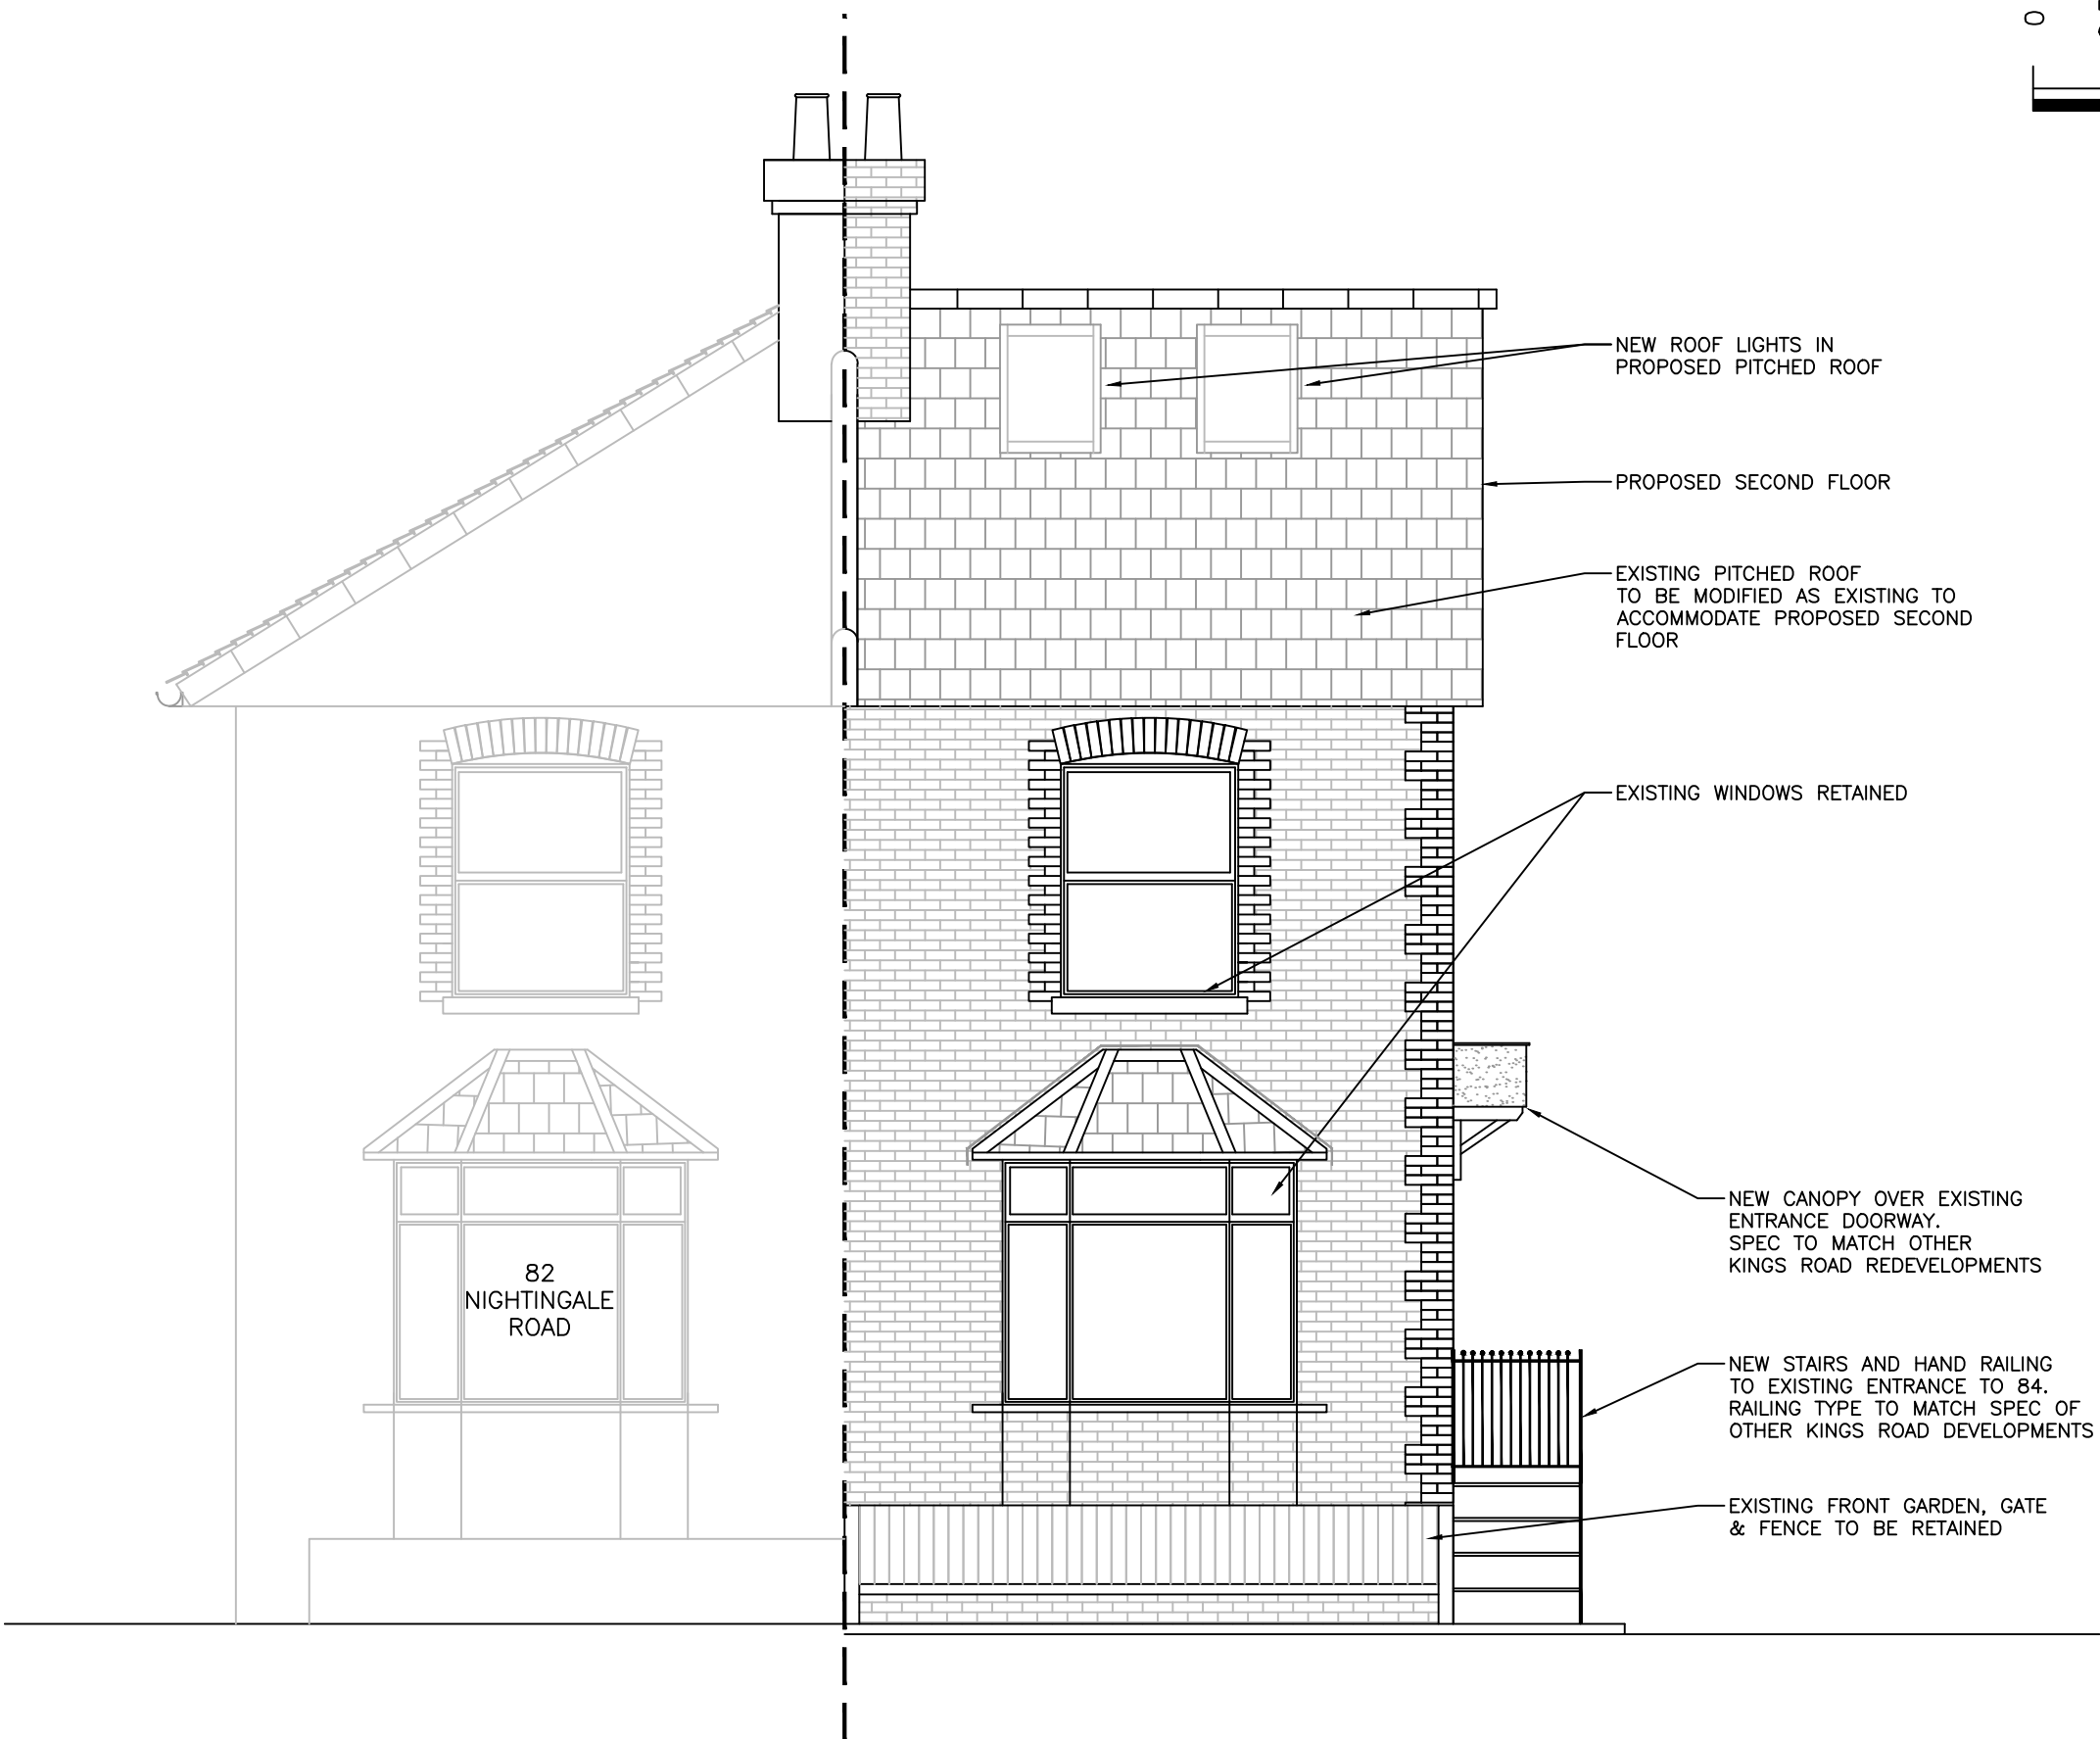 0
NEW ROOF LIGHTS IN
PROPOSED PITCHED ROOF
PROPOSED SECOND FLOOR
EXISTING PITCHED ROOF
TO BE MODIFIED AS EXISTING TO
ACCOMMODATE PROPOSED SECOND
FLOOR
EXISTING WINDOWS RETAINED
NEW CANOPY OVER EXISTING
ENTRANCE DOORWAY.
SPEC TO MATCH OTHER
KINGS ROAD REDEVELOPMENTS
82
NIGHTINGALE
ROAD
NEW STAIRS AND HAND RAILING
TO EXISTING ENTRANCE TO 84.
RAILING TYPE TO MATCH SPEC OF
OTHER KINGS ROAD DEVELOPMENTS
EXISTING FRONT GARDEN, GATE
& FENCE TO BE RETAINED